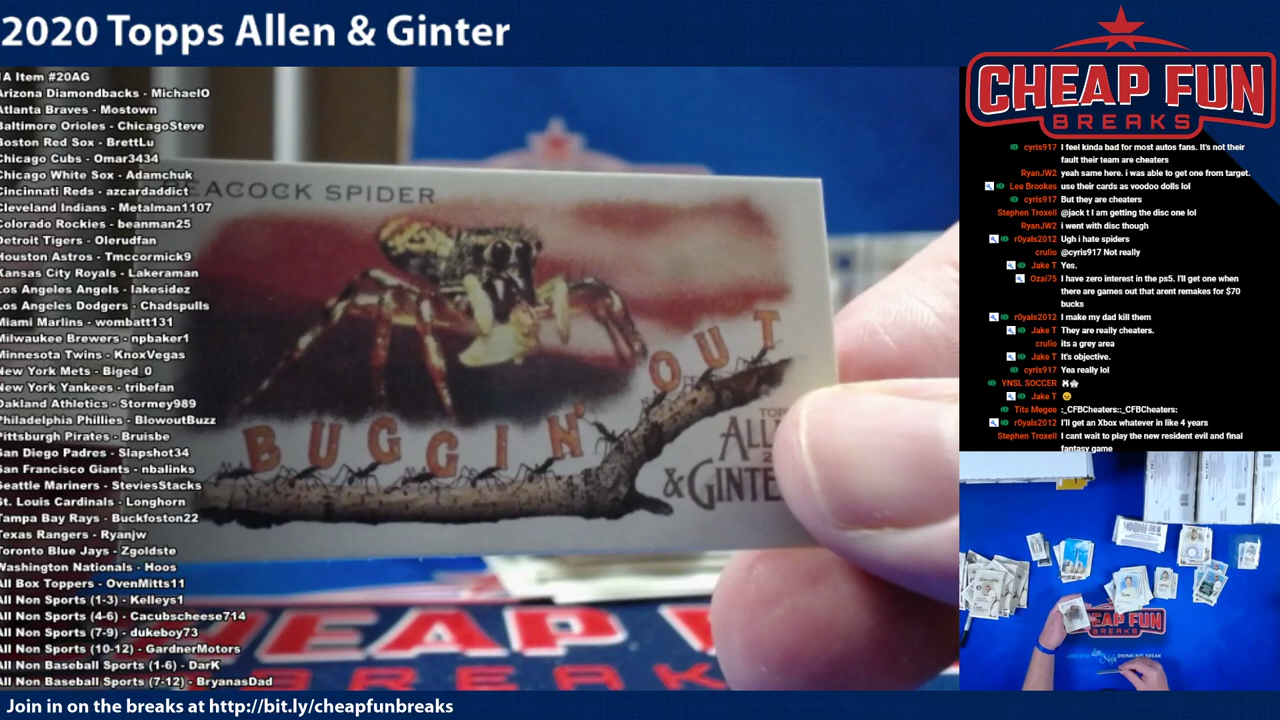 2020 Topps Allen & Ginter
1A Item #20AG
Arizona Diamondbacks - MichaelO
Atlanta Braves - Mostown
Baltimore Orioles - ChicagoSteve
Boston Red Sox - BrettLu
Chicago Cubs - Omar3434
Chicago White Sox - Adamchuk
Cincinnati Reds - azcardaddict
Cleveland Indians - Metalman1107
Colorado Rockies - beanman25
Detroit Tigers - Olerudfan
Houston Astros - Tmccormick9
Kansas City Royals - Lakeraman
Los Angeles Angels - lakesidez
Los Angeles Dodgers - Chadspulls
Miami Marlins - wombatt131
Milwaukee Brewers - npbaker1
Minnesota Twins - KnoxVegas
New York Mets - Biged_0
New York Yankees - tribefan
Oakland Athletics - Stormey989
Philadelphia Phillies - BlowoutBuzz
Pittsburgh Pirates - Bruisbe
San Diego Padres - Slapshot34
San Francisco Giants - nbalinks
Seattle Mariners - SteviesStacks
St. Louis Cardinals - Longhorn
Tampa Bay Rays - Buckfoston22
Texas Rangers - Ryanjw
Toronto Blue Jays - Zgoldste
Washington Nationals - Hoos
All Box Toppers - OvenMitts11
All Non Sports (1-3) - Kelleys1
All Non Sports (4-6) - Cacubscheese714
All Non Sports (7-9) - dukeboy73
All Non Sports (10-12) - GardnerMotors
All Non Baseball Sports (1-6) - DarK
All Non Baseball Sports (7-12) - BryanasDad
EACOCK SPIDER
BUGGIN' OUT
TOP
ALL
& GINTE
HEAP
BREAKS
CHEAP FUN
BREAKS
cyris917 I feel kinda bad for most autos fans. It's not their
fault their team are cheaters
RyanJW2 yeah same here. i was able to get one from target.
Lee Brookes use their cards as voodoo dolls lol
cyris917 But they are cheaters
Stephen Troxell @jack t I am getting the disc one lol
RyanJW2 i went with disc though
r0yals2012 Ugh i hate spiders
crulio @cyris917 Not really
Jake T Yes.
Ozai75 I have zero interest in the ps5. I'll get one when
there are games out that arent remakes for $70
bucks
r0yals2012 I make my dad kill them
Jake T They are really cheaters.
crulio its a grey area
Jake T It's objective.
cyris917 Yea really lol
YNSL SOCCER
Jake T
Tits Megee :_CFBCheaters::_CFBCheaters:
r0yals2012 I'll get an Xbox whatever in like 4 years
Stephen Troxell I cant wait to play the new resident evil and final
fantasy game
CHEAP FUN
BREAKS
Join in on the breaks at http://bit.ly/cheapfunbreaks